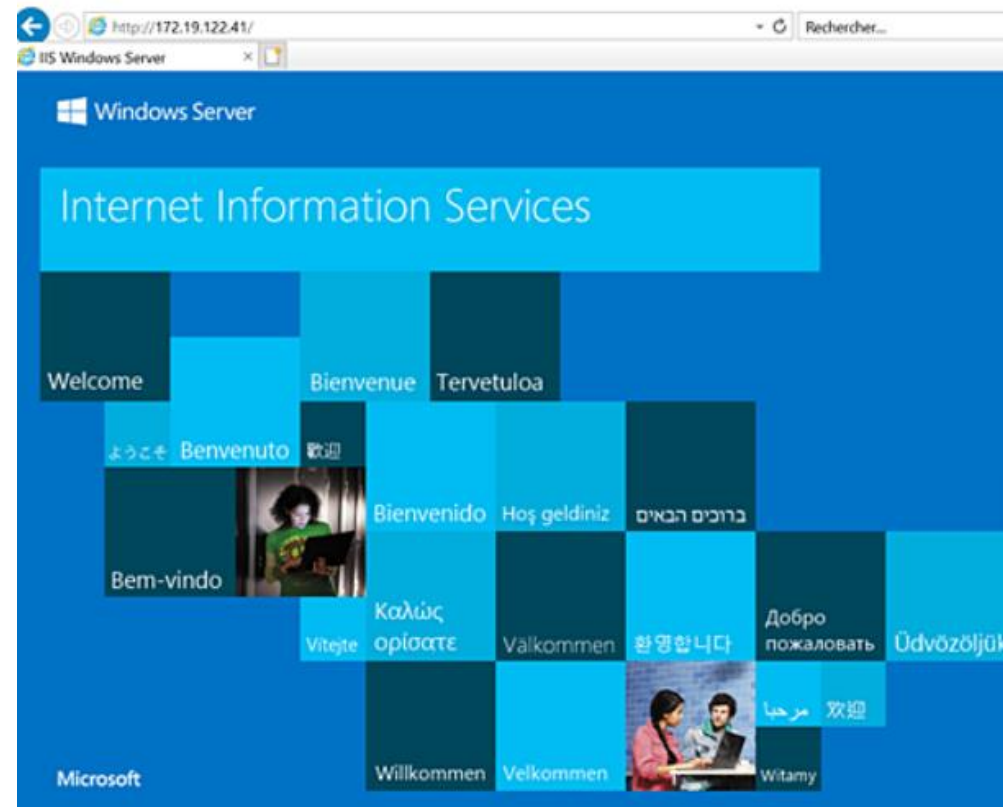 http://172.19.122.41/
Rechercher...
IIS Windows Server
Windows Server
Internet Information Services
Welcome
Bienvenue
Tervetuloa
ようこそ
Benvenuto
歡迎
Bienvenido
Hoş geldiniz
ברוכים הבאים
Bem-vindo
Vítejte
Καλώς
ορίσατε
Välkommen
환영합니다
Добро
пожаловать
Üdvözöljük
مرحبا
欢迎
Microsoft
Willkommen
Velkommen
Witamy